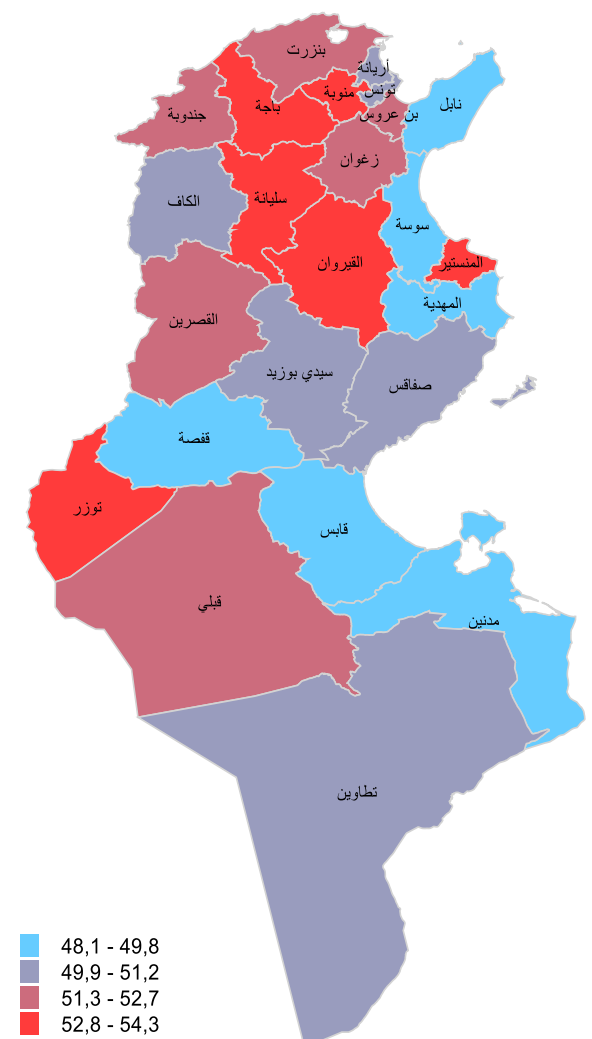 بنزرت
أريانة
تونس
منوبة
باجة
نابل
بن عروس
جندوبة
زغوان
سليانة
الكاف
سوسة
القيروان
المنستير
المهدية
القصرين
سيدي بوزيد
صفاقس
قفصة
توزر
قابس
قبلي
مدنين
تطاوين
48,1 - 49,8
49,9 - 51,2
51,3 - 52,7
52,8 - 54,3